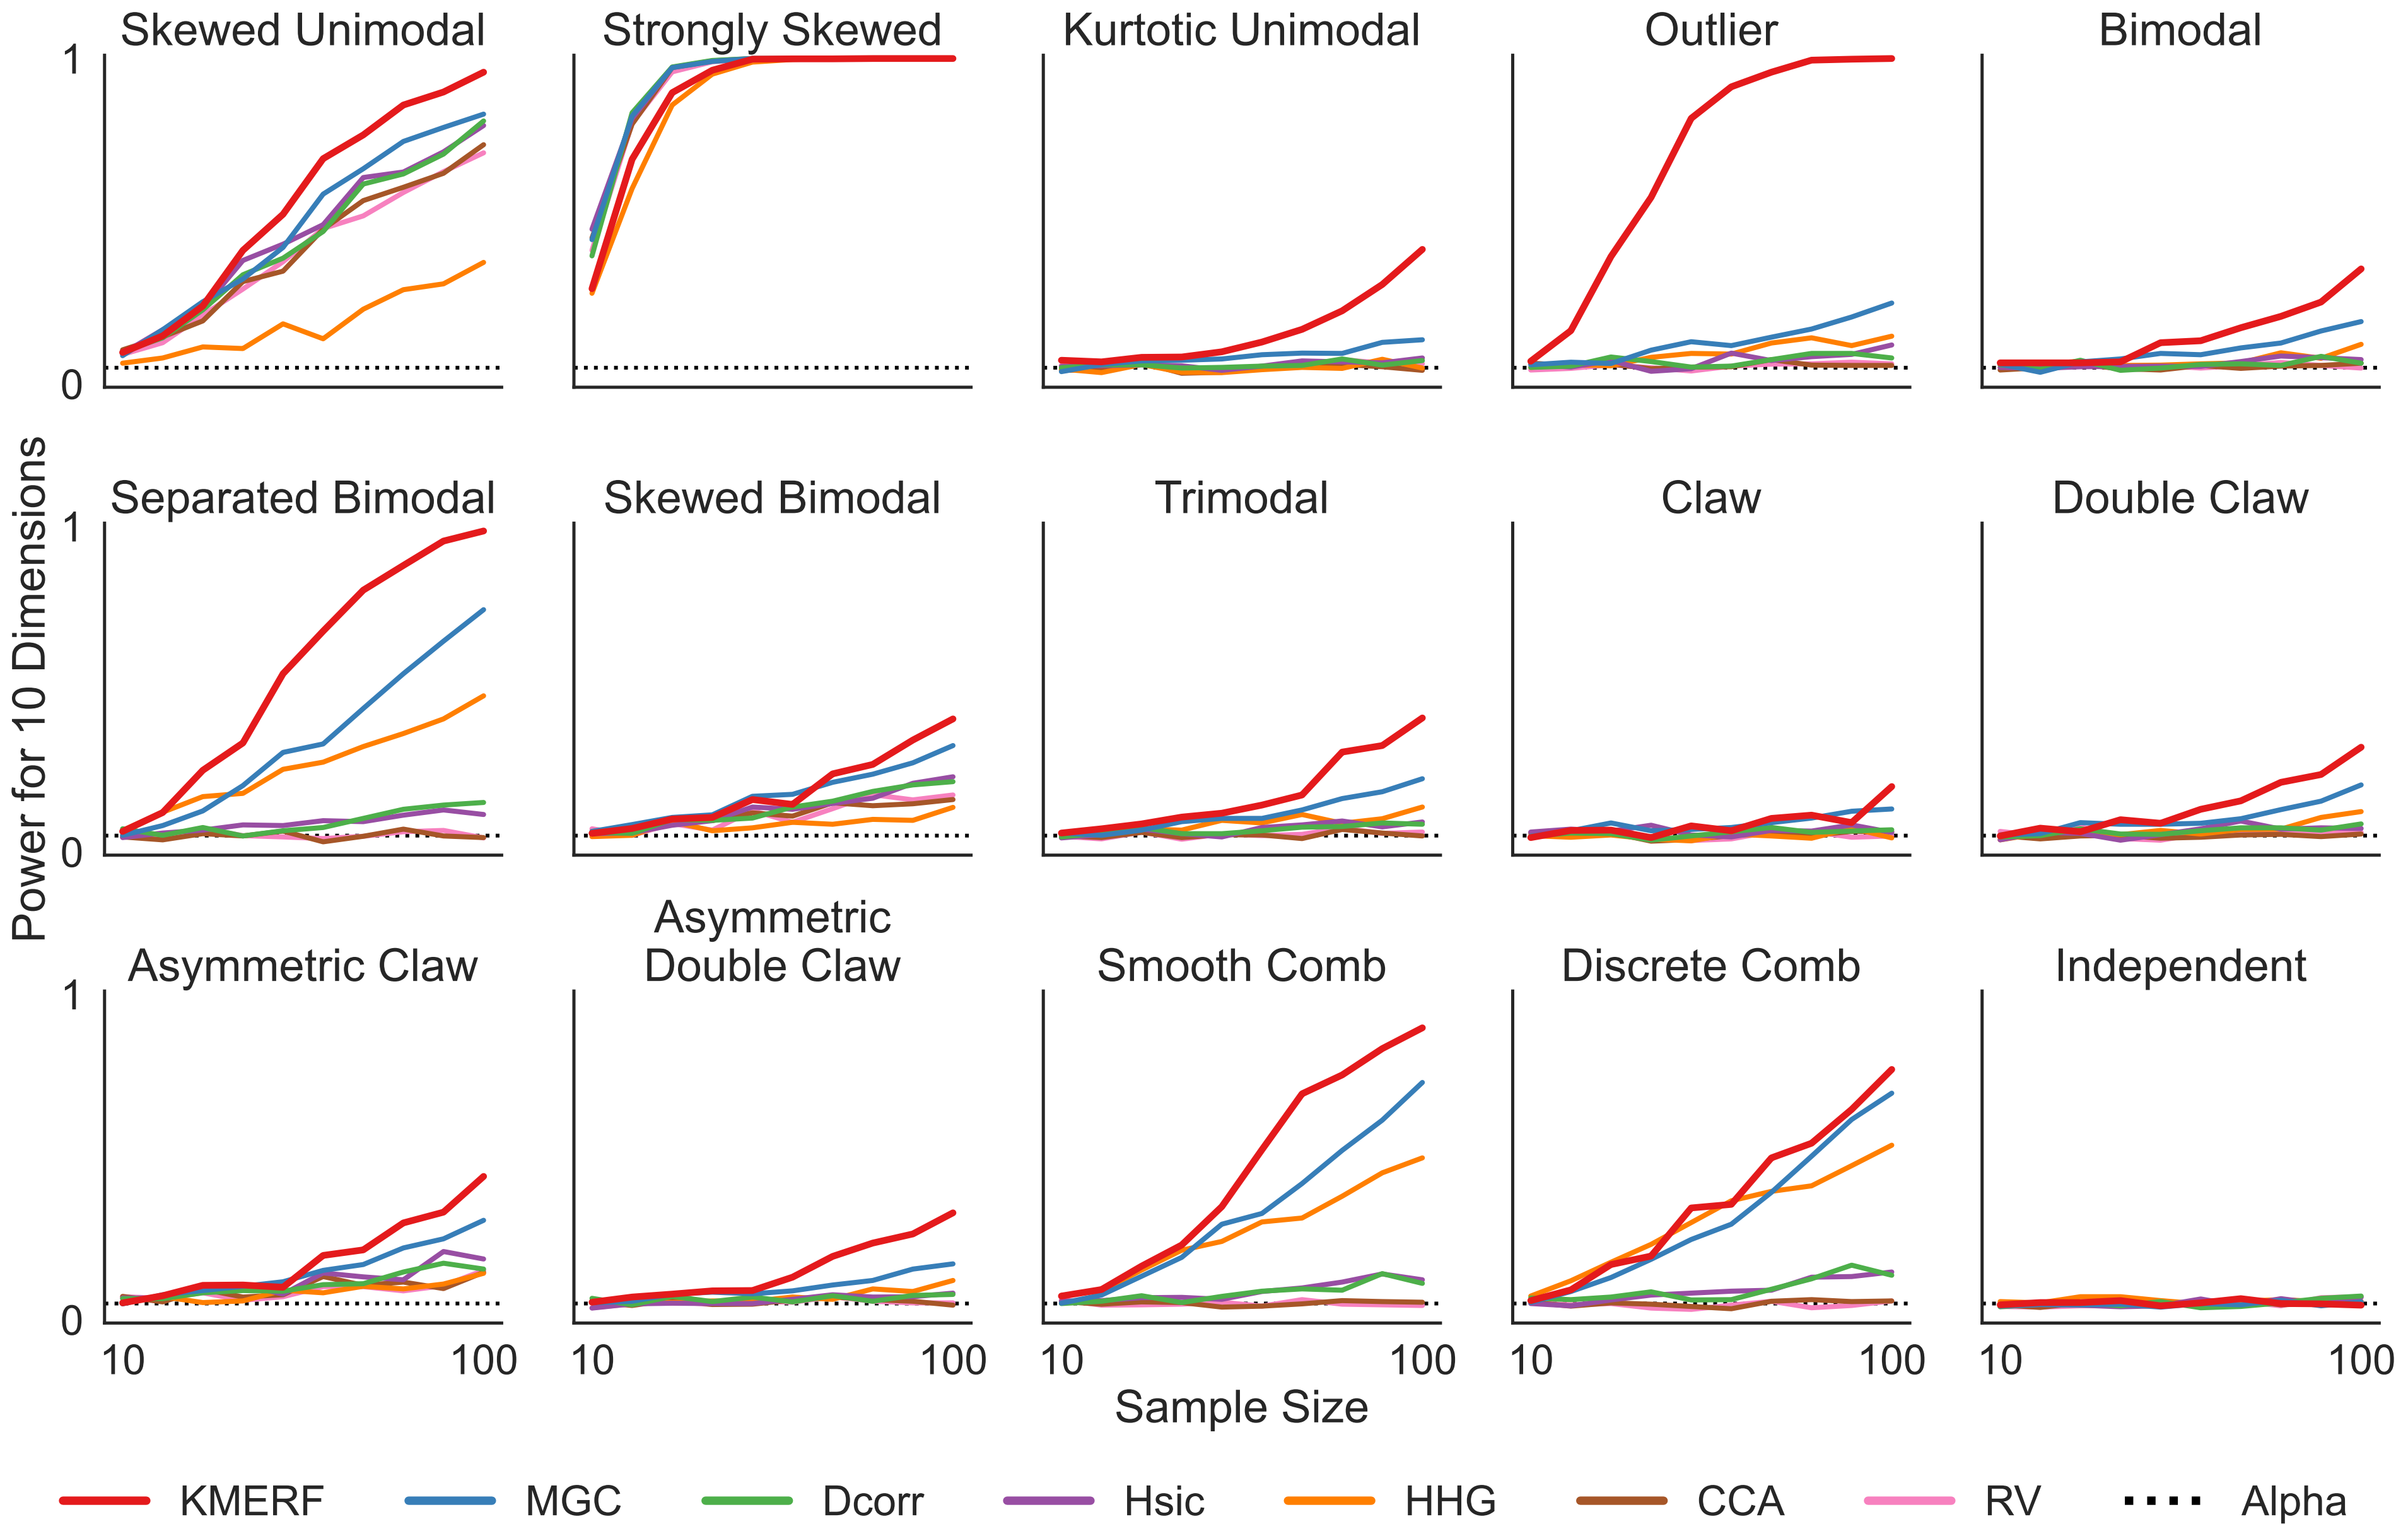 Skewed Unimodal
Strongly Skewed
Kurtotic Unimodal
Outlier
Bimodal
1
0
Power for 10 Dimensions
Separated Bimodal
Skewed Bimodal
Trimodal
Claw
Double Claw
1
0
Asymmetric Claw
Asymmetric
Double Claw
Smooth Comb
Discrete Comb
Independent
1
0
10 100
10 100
10 100
10 100
10 100
Sample Size
KMERF MGC Dcorr Hsic HHG CCA RV Alpha